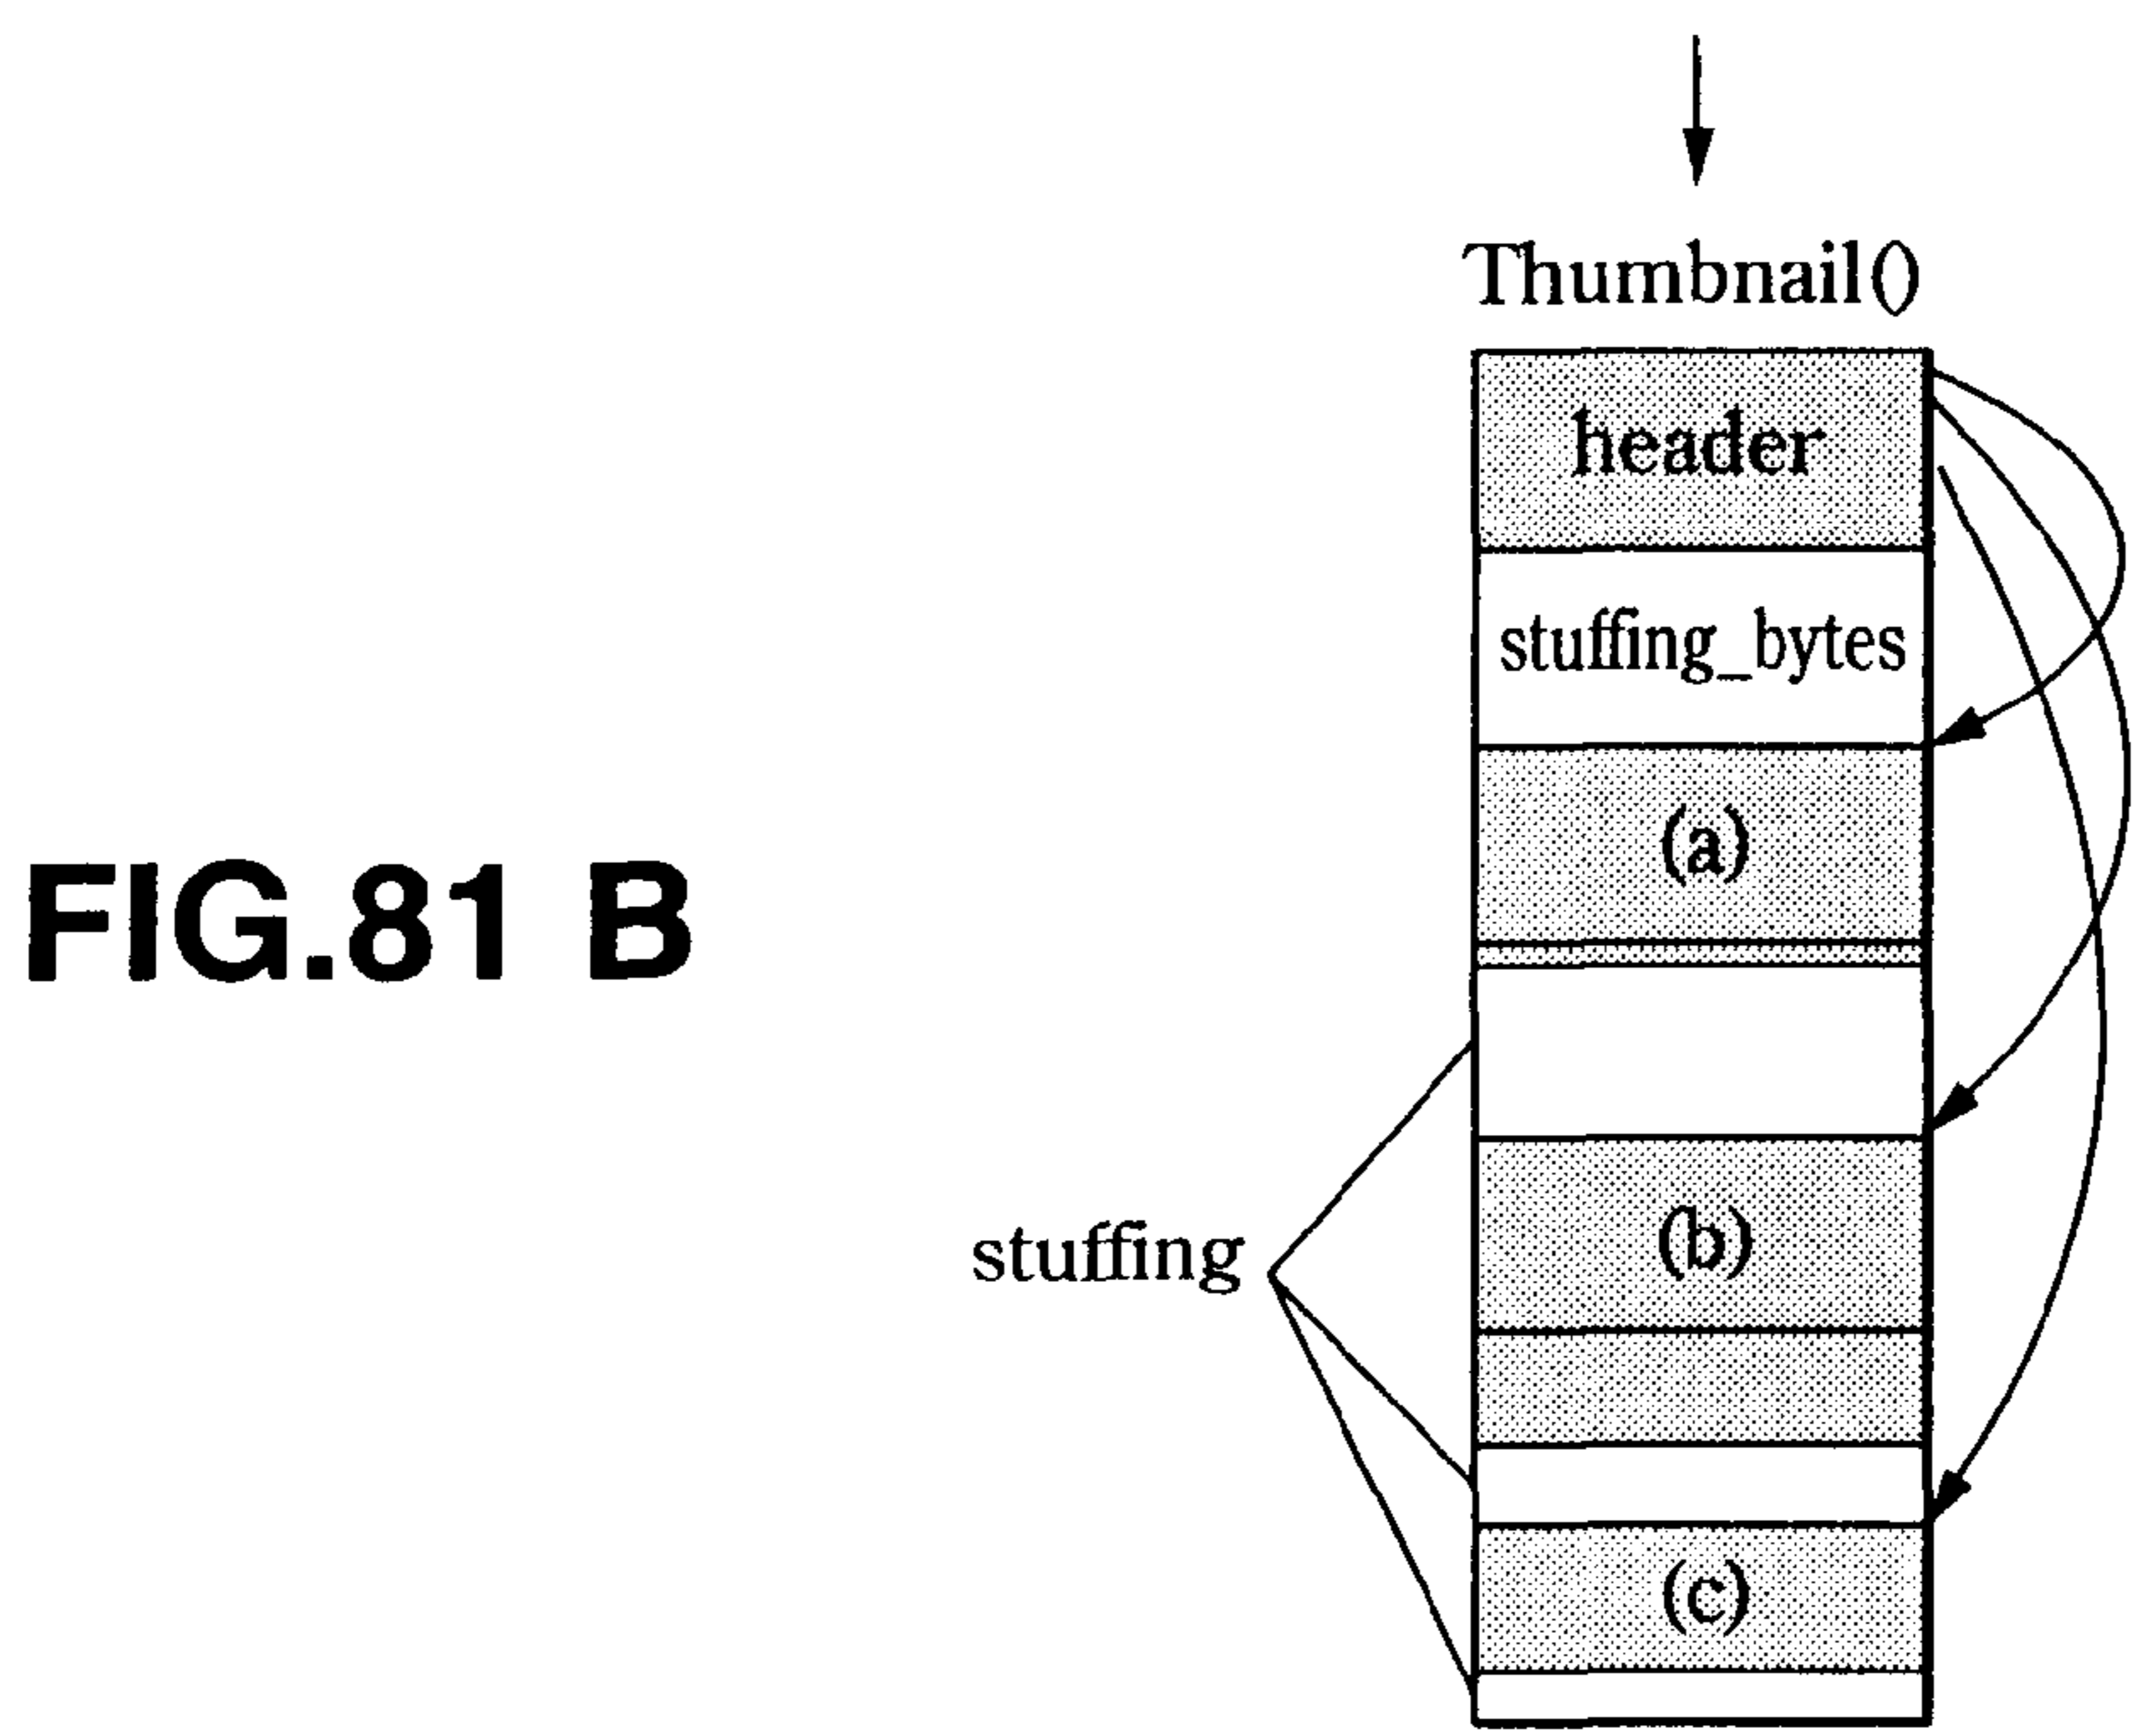 Thumbnail()
header
stuffing_bytes
(a)
FIG.81 B
(b)
stuffing
(c)